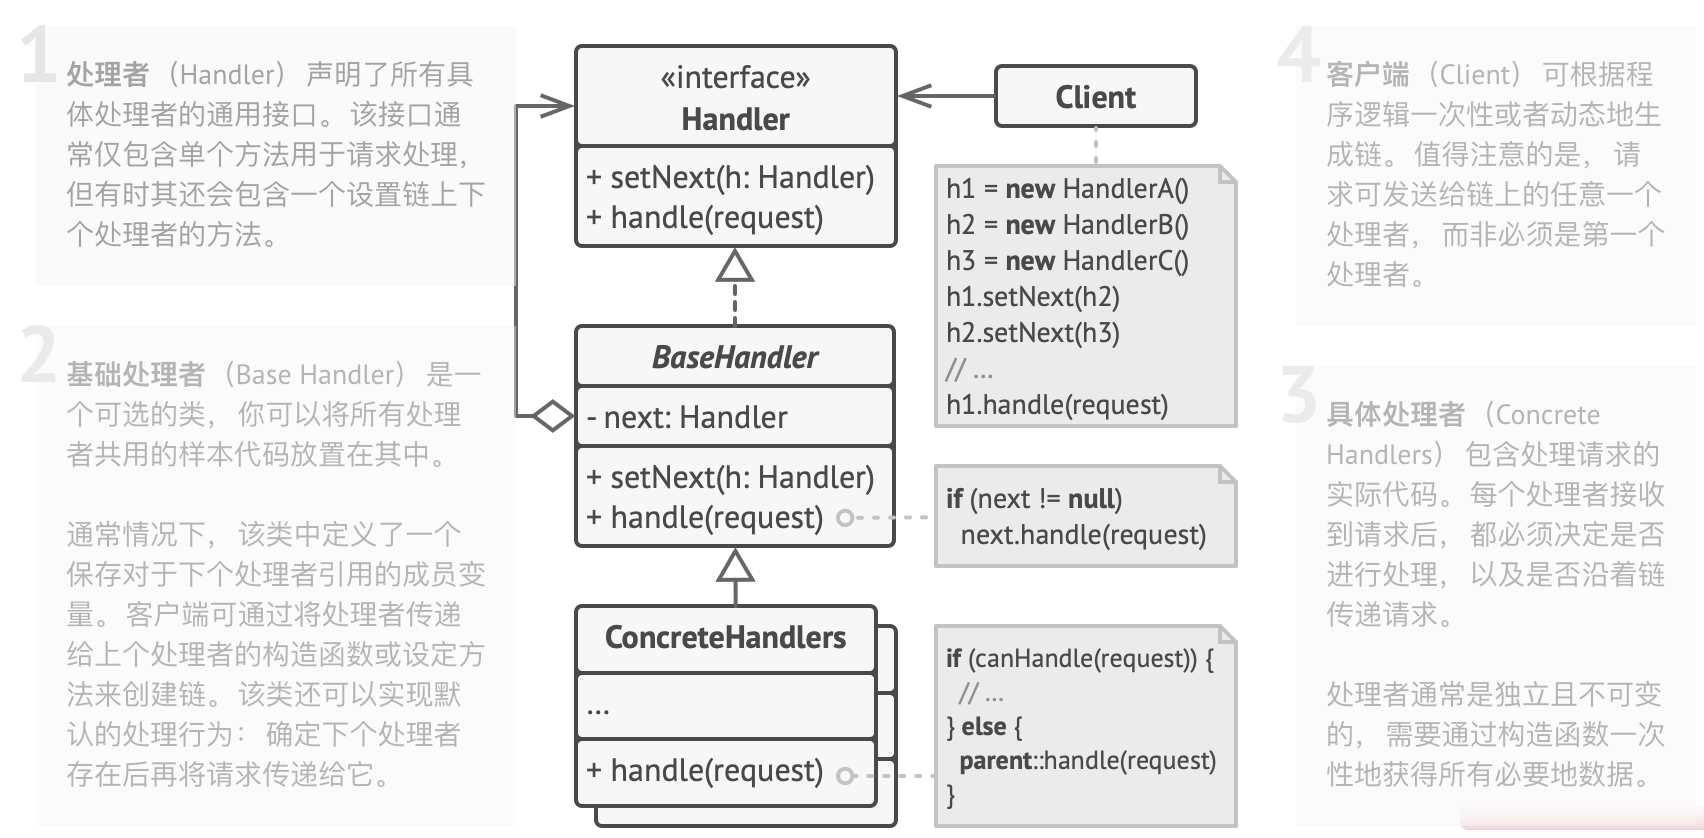 1
处理者 （Handler） 声明了所有具
体处理者的通用接口。 该接口通
常仅包含单个方法用于请求处理，
但有时其还会包含一个设置链上下
个处理者的方法。
2
基础处理者 （Base Handler） 是一
个可选的类， 你可以将所有处理
者共用的样本代码放置在其中。
通常情况下， 该类中定义了一个
保存对于下个处理者引用的成员变
量。 客户端可通过将处理者传递
给上个处理者的构造函数或设定方
法来创建链。 该类还可以实现默
认的处理行为： 确定下个处理者
存在后再将请求传递给它。
«interface»
Handler
+ setNext(h: Handler)
+ handle(request)
BaseHandler
- next: Handler
+ setNext(h: Handler)
+ handle(request)
ConcreteHandlers
...
+ handle(request)
Client
h1 = new HandlerA()
h2 = new HandlerB()
h3 = new HandlerC()
h1.setNext(h2)
h2.setNext(h3)
// ...
h1.handle(request)
if (next != null)
next.handle(request)
if (canHandle(request)) {
// ...
} else {
parent::handle(request)
}
4
客户端 （Client） 可根据程
序逻辑一次性或者动态地生
成链。 值得注意的是， 请
求可发送给链上的任意一个
处理者， 而非必须是第一个
处理者。
3
具体处理者 （Concrete
Handlers） 包含处理请求的
实际代码。 每个处理者接收
到请求后， 都必须决定是否
进行处理， 以及是否沿着链
传递请求。
处理者通常是独立且不可变
的， 需要通过构造函数一次
性地获得所有必要地数据。